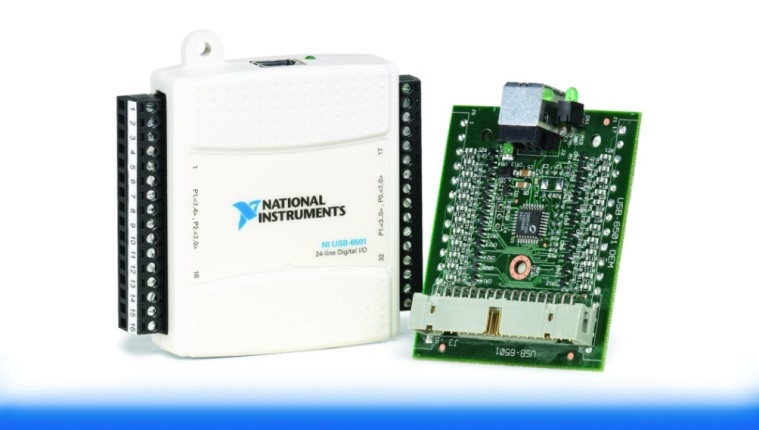 1
2
3
4
5
6
7
8
9
10
11
12
13
14
15
16
1
P1.<7..4>, P2.<7..0>
16
17
P1.<3..0>, P0.<7..0>
32
NATIONAL
INSTRUMENTS
NI USB-6501
24-line Digital I/O
USB-6501 OEM
J3
USB-6501